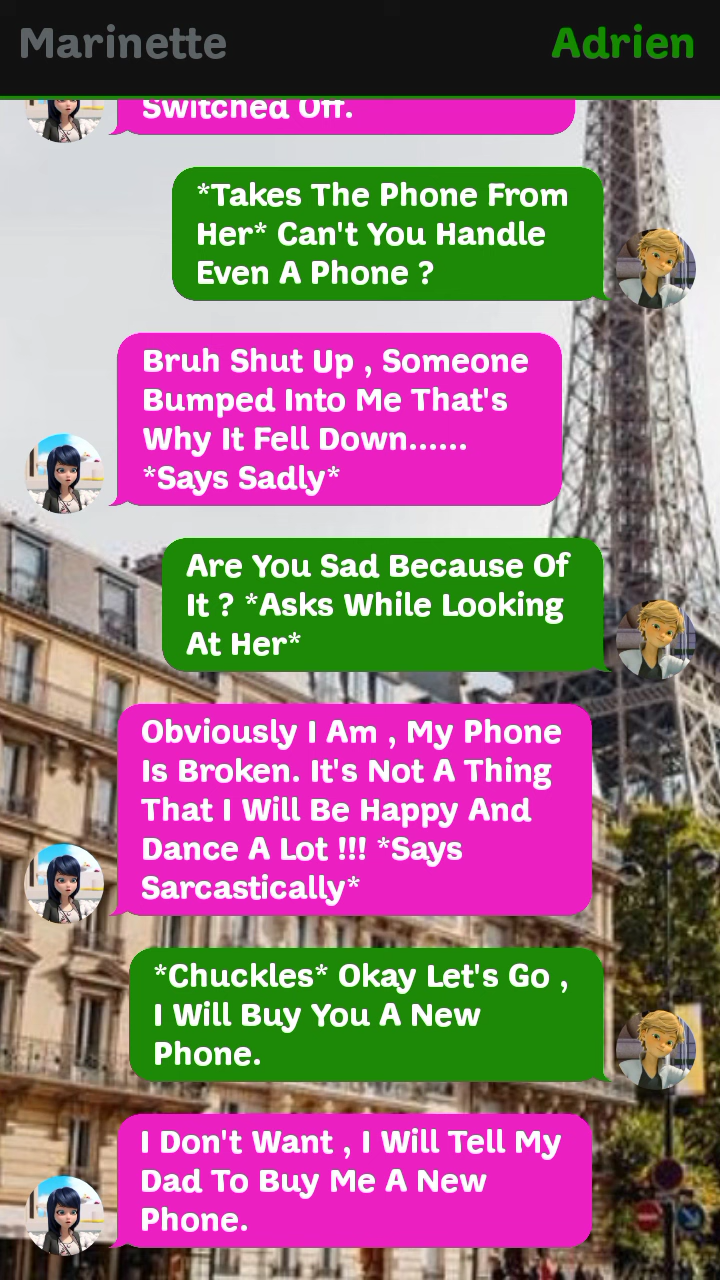 Marinette
Adrien
Switched Off.
*Takes The Phone From
Her* Can't You Handle
Even A Phone ?
Bruh Shut Up , Someone
Bumped Into Me That's
Why It Fell Down......
*Says Sadly*
Are You Sad Because Of
It ? *Asks While Looking
At Her*
Obviously I Am , My Phone
Is Broken. It's Not A Thing
That I Will Be Happy And
Dance A Lot !!! *Says
Sarcastically*
*Chuckles* Okay Let's Go ,
I Will Buy You A New
Phone.
I Don't Want , I Will Tell My
Dad To Buy Me A New
Phone.